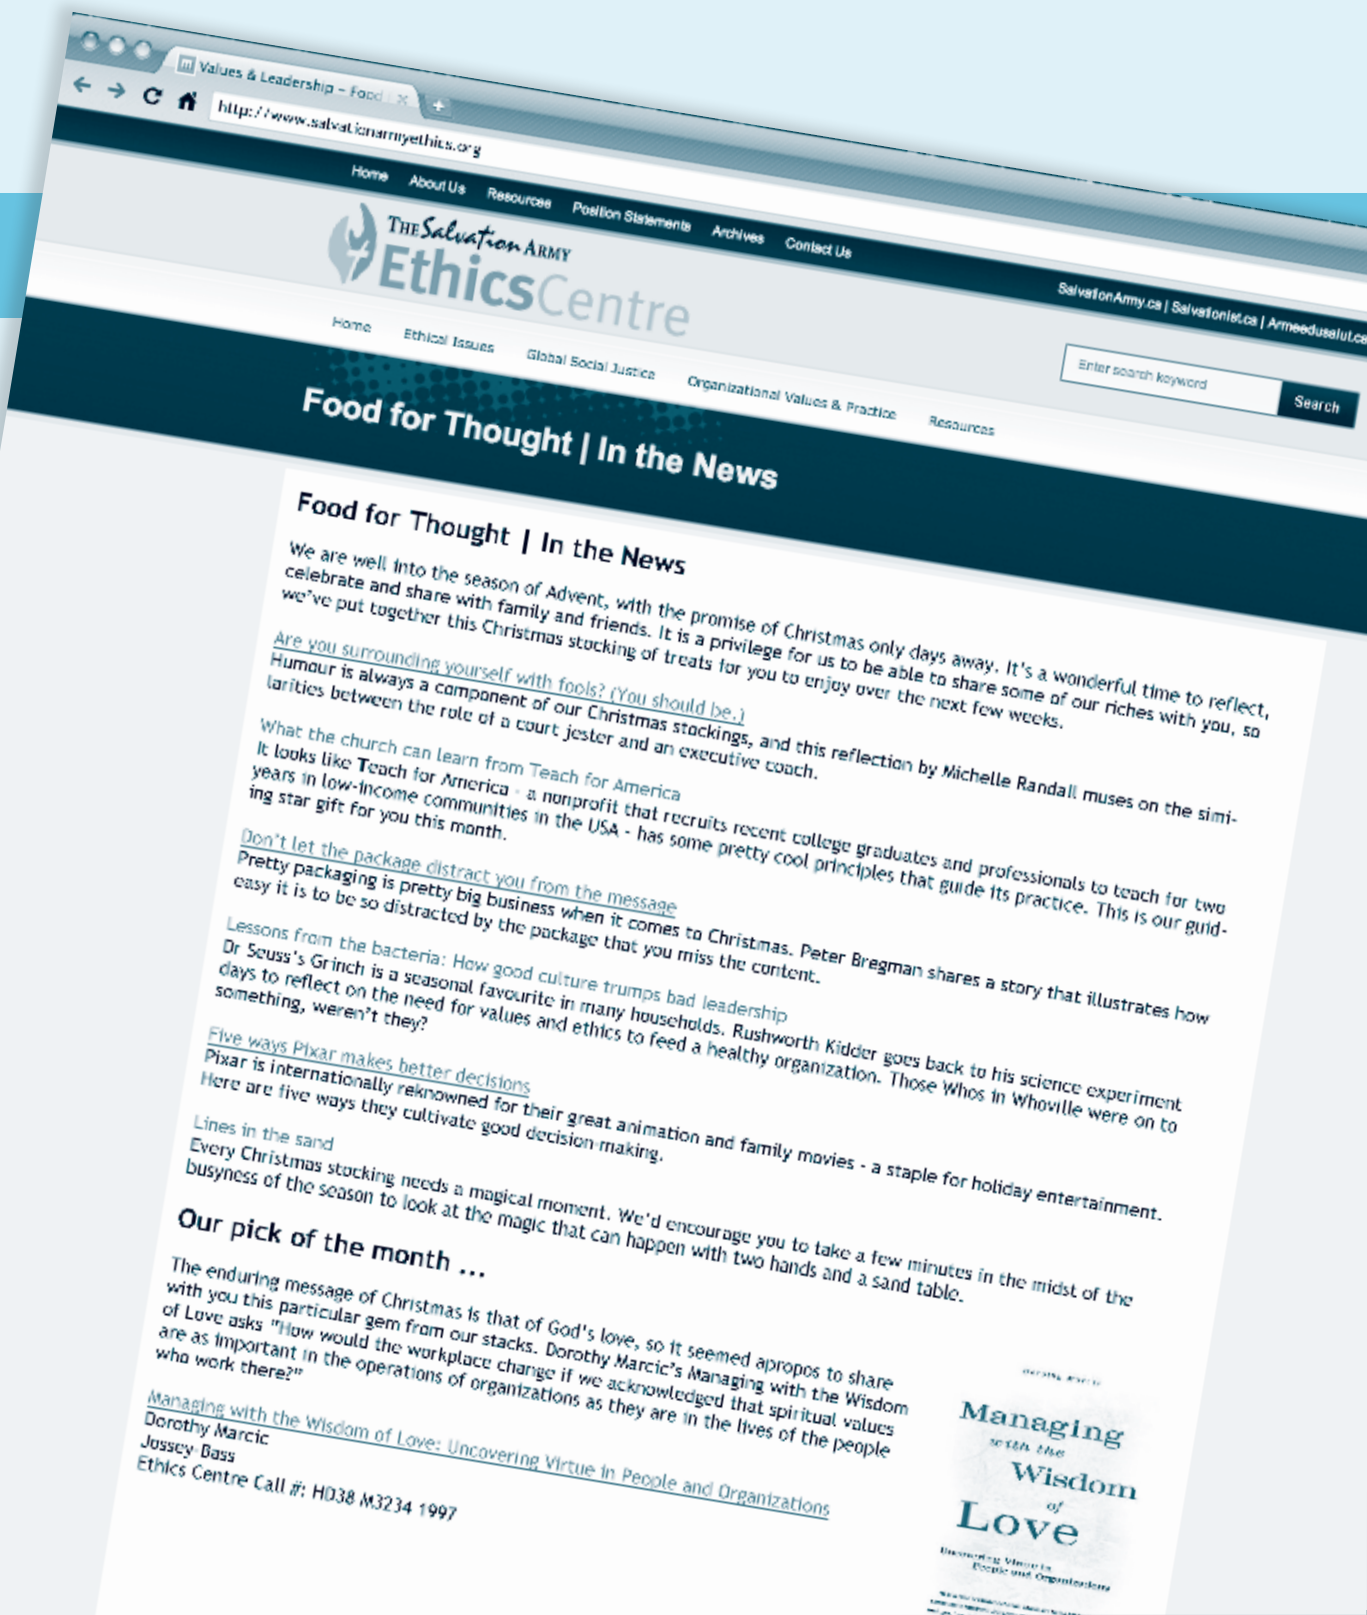 Values & Leadership – Food
http://www.salvationarmyethics.org
Home About Us Resources Position Statements Archives Contact Us
SalvationArmy.ca | Salvationist.ca | Armeedusalut.ca
THE Salvation ARMY
EthicsCentre
Enter search keyword Search
Home Ethical Issues Global Social Justice Organizational Values & Practice Resources
Food for Thought | In the News
Food for Thought | In the News
We are well into the season of Advent, with the promise of Christmas only days away. It's a wonderful time to reflect,
celebrate and share with family and friends. It is a privilege for us to be able to share some of our riches with you, so
we've put together this Christmas stocking of treats for you to enjoy over the next few weeks.
Are you surrounding yourself with fools? (You should be.)
Humour is always a component of our Christmas stockings, and this reflection by Michelle Randall muses on the simi-
larities between the role of a court jester and an executive coach.
What the church can learn from Teach for America
It looks like Teach for America - a nonprofit that recruits recent college graduates and professionals to teach for two
years in low-income communities in the USA - has some pretty cool principles that guide its practice. This is our guid-
ing star gift for you this month.
Don't let the package distract you from the message
Pretty packaging is pretty big business when it comes to Christmas. Peter Bregman shares a story that illustrates how
easy it is to be so distracted by the package that you miss the content.
Lessons from the bacteria: How good culture trumps bad leadership
Dr Seuss's Grinch is a seasonal favourite in many households. Rushworth Kidder goes back to his science experiment
days to reflect on the need for values and ethics to feed a healthy organization. Those Whos in Whoville were on to
something, weren't they?
Five ways Pixar makes better decisions
Pixar is internationally reknowned for their great animation and family movies - a staple for holiday entertainment.
Here are five ways they cultivate good decision-making.
Lines in the sand
Every Christmas stocking needs a magical moment. We'd encourage you to take a few minutes in the midst of the
busyness of the season to look at the magic that can happen with two hands and a sand table.
Our pick of the month ...
The enduring message of Christmas is that of God's love, so it seemed apropos to share
with you this particular gem from our stacks. Dorothy Marcic's Managing with the Wisdom
of Love asks "How would the workplace change if we acknowledged that spiritual values
are as important in the operations of organizations as they are in the lives of the people
who work there?"
Managing with the Wisdom of Love: Uncovering Virtue in People and Organizations
Dorothy Marcic
Jossey-Bass
Ethics Centre Call #: HD38 M3234 1997
Managing
with the
Wisdom
of
Love
Uncovering Virtue in
People and Organizations